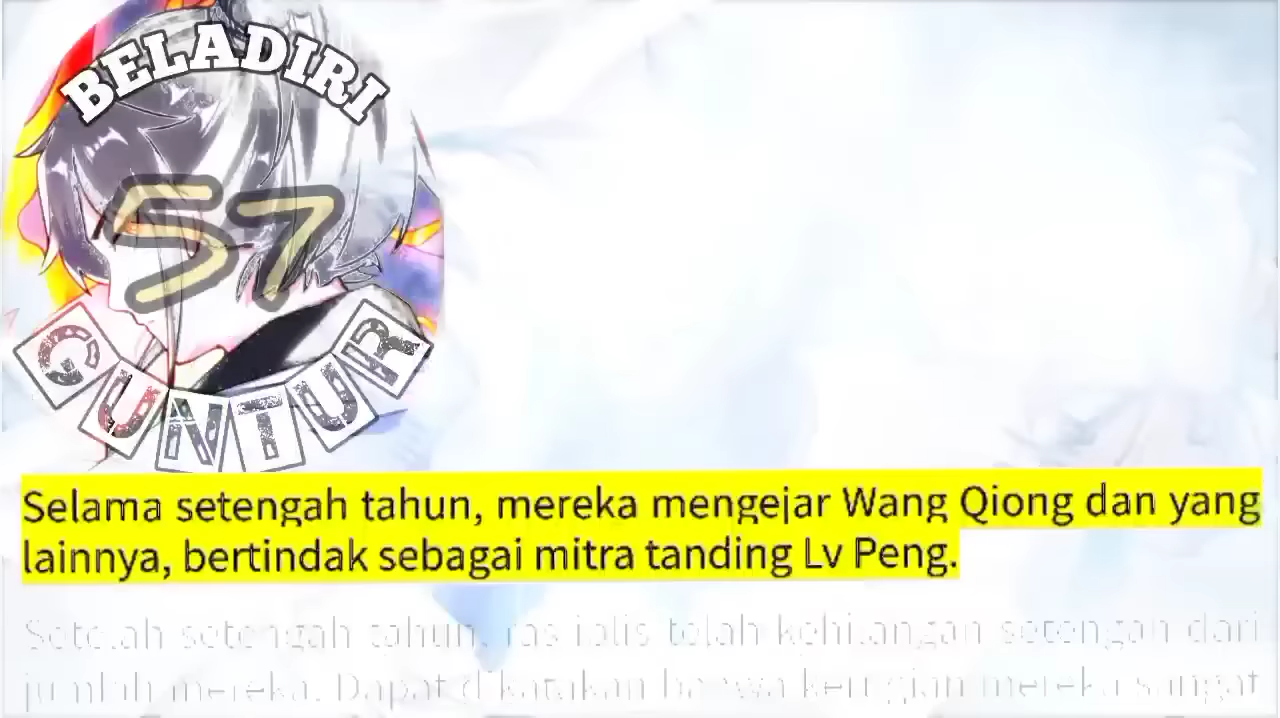 BELADIRI
57
GUNTUR
Selama setengah tahun, mereka mengejar Wang Qiong dan yang
lainnya, bertindak sebagai mitra tanding Lv Peng.
Setelah setengah tahun, ras iblis telah kehilangan setengah dari
jumlah mereka. Dapat dikatakan bahwa kerugian mereka sangat